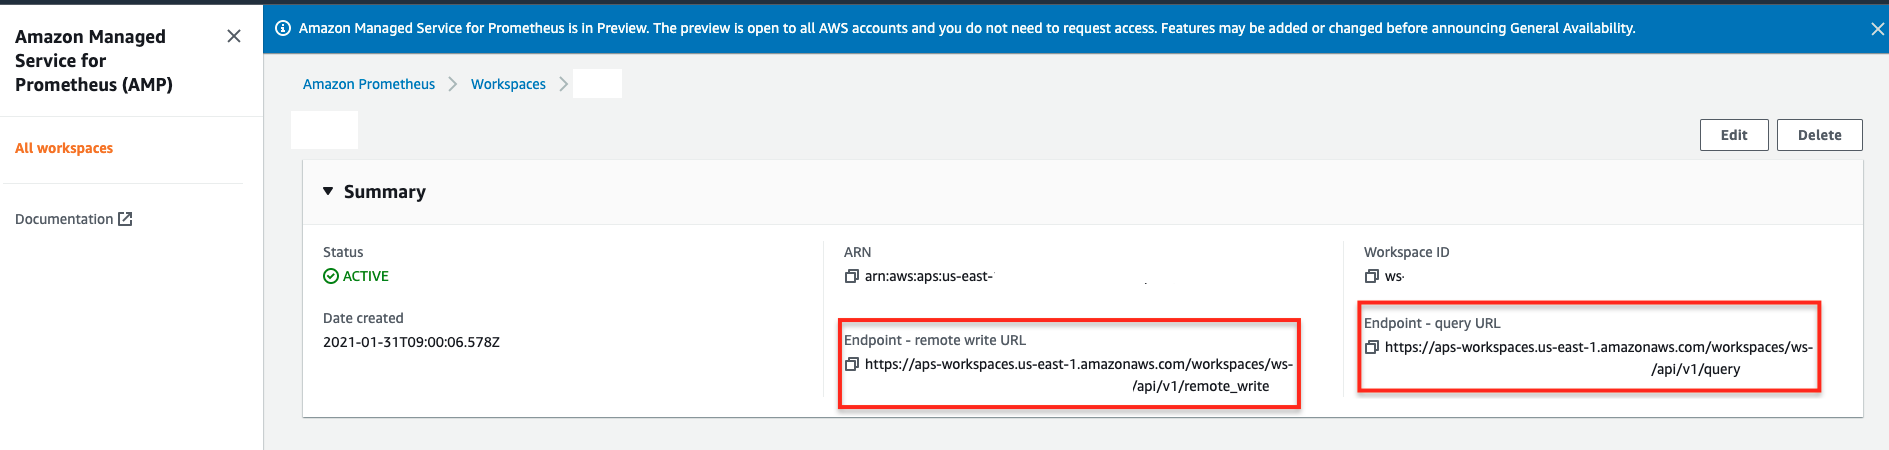 Amazon Managed
Service for
Prometheus (AMP)
All workspaces
Documentation
Amazon Managed Service for Prometheus is in Preview. The preview is open to all AWS accounts and you do not need to request access. Features may be added or changed before announcing General Availability.
Amazon Prometheus
Workspaces
Edit
Delete
Summary
Status
ACTIVE
Date created
2021-01-31T09:00:06.578Z
ARN
arn:aws:aps:us-east-
Endpoint - remote write URL
https://aps-workspaces.us-east-1.amazonaws.com/workspaces/ws-
/api/v1/remote_write
Workspace ID
ws-
Endpoint - query URL
https://aps-workspaces.us-east-1.amazonaws.com/workspaces/ws-
/api/v1/query